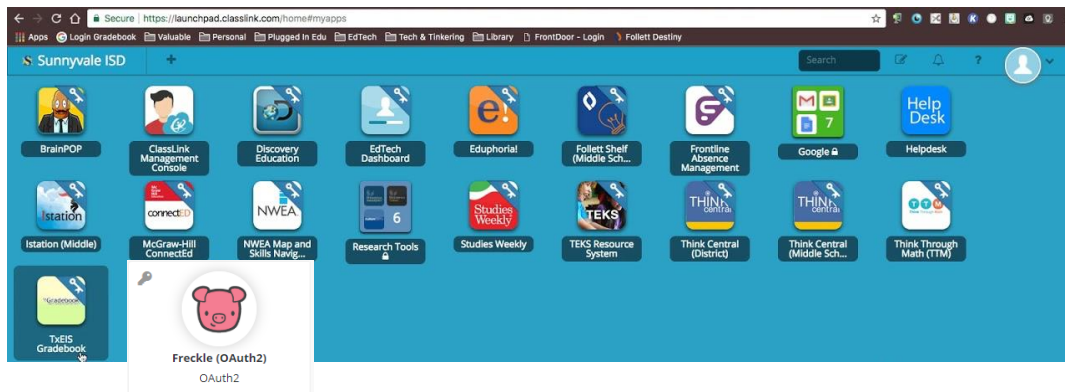 Secure | https://launchpad.classlink.com/home#myapps
Apps Login Gradebook Valuable Personal Plugged In Edu EdTech Tech & Tinkering Library FrontDoor - Login Follett Destiny
Sunnyvale ISD + Search ?
e! Help
Desk
7
BrainPOP
ClassLink
Management
Console
Discovery
Education
EdTech
Dashboard
Eduphoria!
Follett Shelf
(Middle Sch...
Frontline
Absence
Management
Google
Helpdesk
Istation
connectED
NWEA
6
Studies
Weekly
TEKS
THINK
central
THINK
central
TTM
Istation (Middle)
McGraw-Hill
ConnectEd
NWEA Map and
Skills Navig...
Research Tools
Studies Weekly
TEKS Resource
System
Think Central
(District)
Think Central
(Middle Sch...
Think Through
Math (TTM)
Gradebook
TxEIS
Gradebook
Freckle (OAuth2)
OAuth2